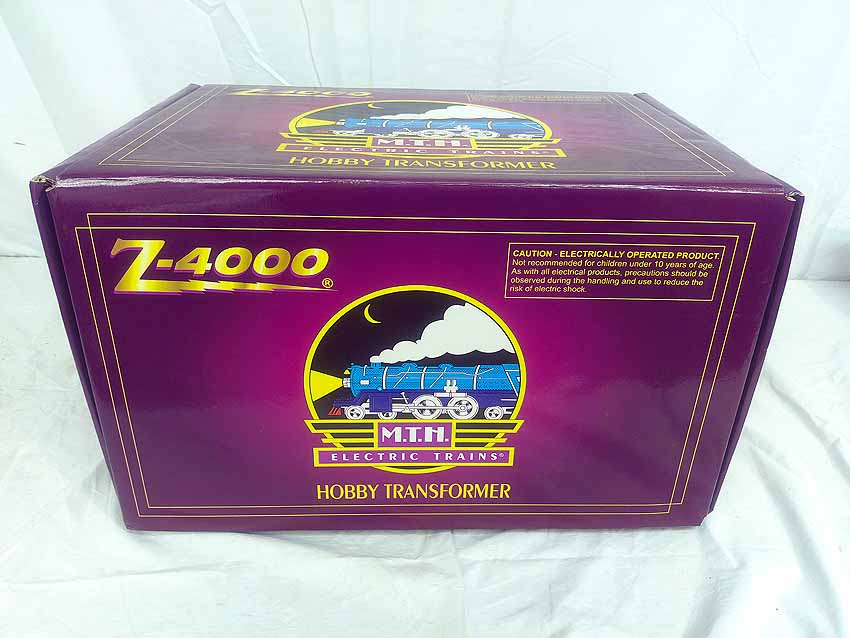 Z-4000
M.T.H.
ELECTRIC TRAINS
HOBBY TRANSFORMER
Z-4000®
CAUTION - ELECTRICALLY OPERATED PRODUCT.
Not recommended for children under 10 years of age.
As with all electrical products, precautions should be
observed during the handling and use to reduce the
risk of electric shock.
M.T.H.
ELECTRIC TRAINS®
HOBBY TRANSFORMER